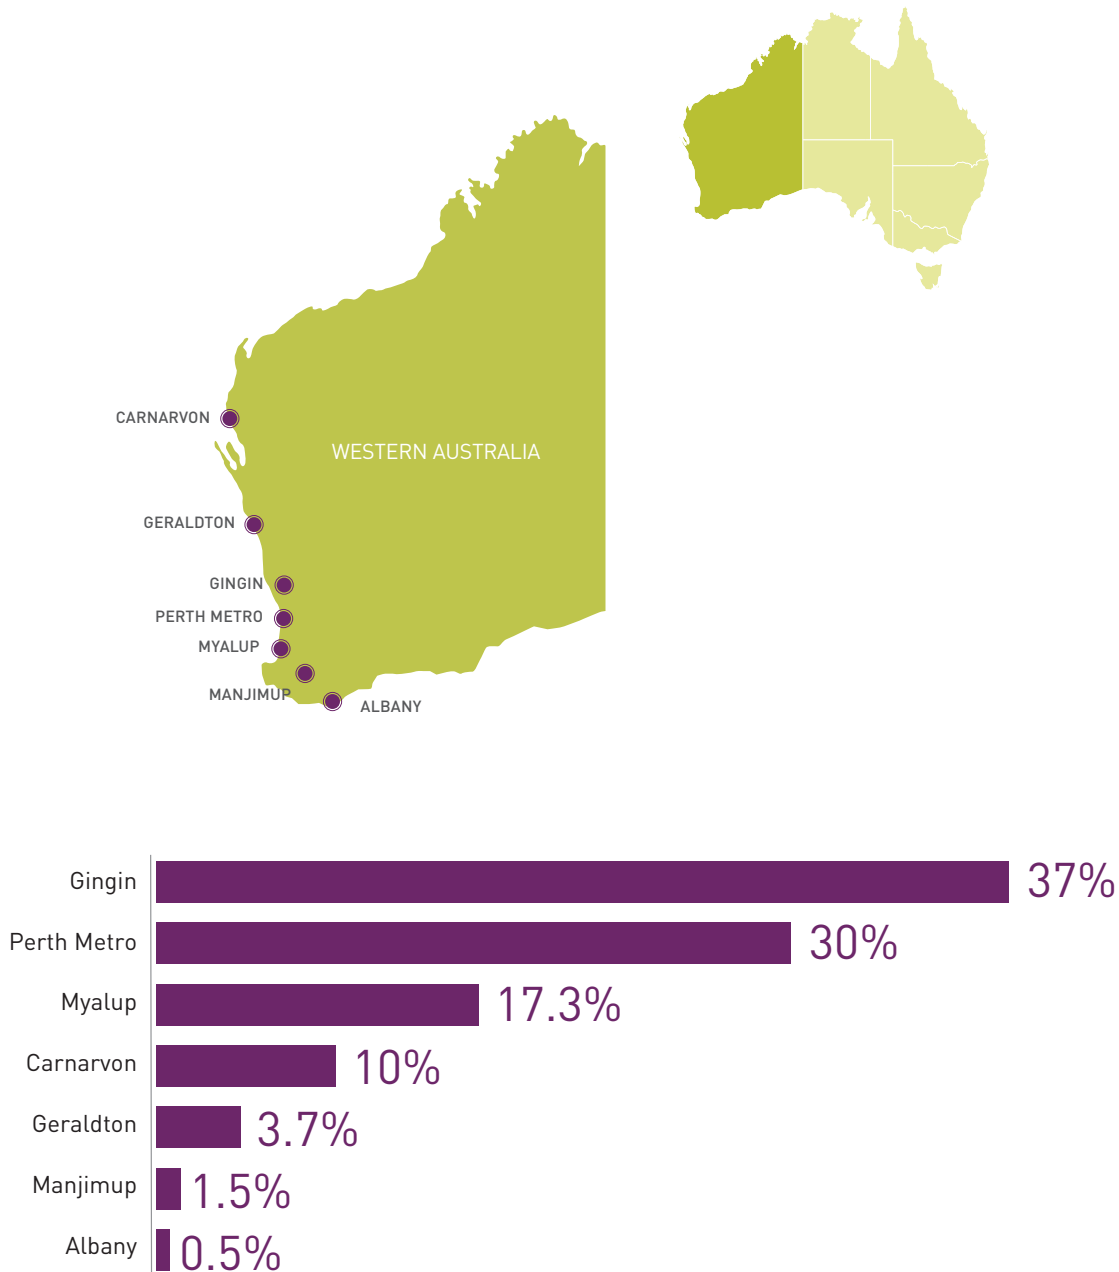 CARNARVON
WESTERN AUSTRALIA
GERALDTON
GINGIN
PERTH METRO
MYALUP
MANJIMUP
ALBANY
Gingin 37%
Perth Metro 30%
Myalup 17.3%
Carnarvon 10%
Geraldton 3.7%
Manjimup 1.5%
Albany 0.5%